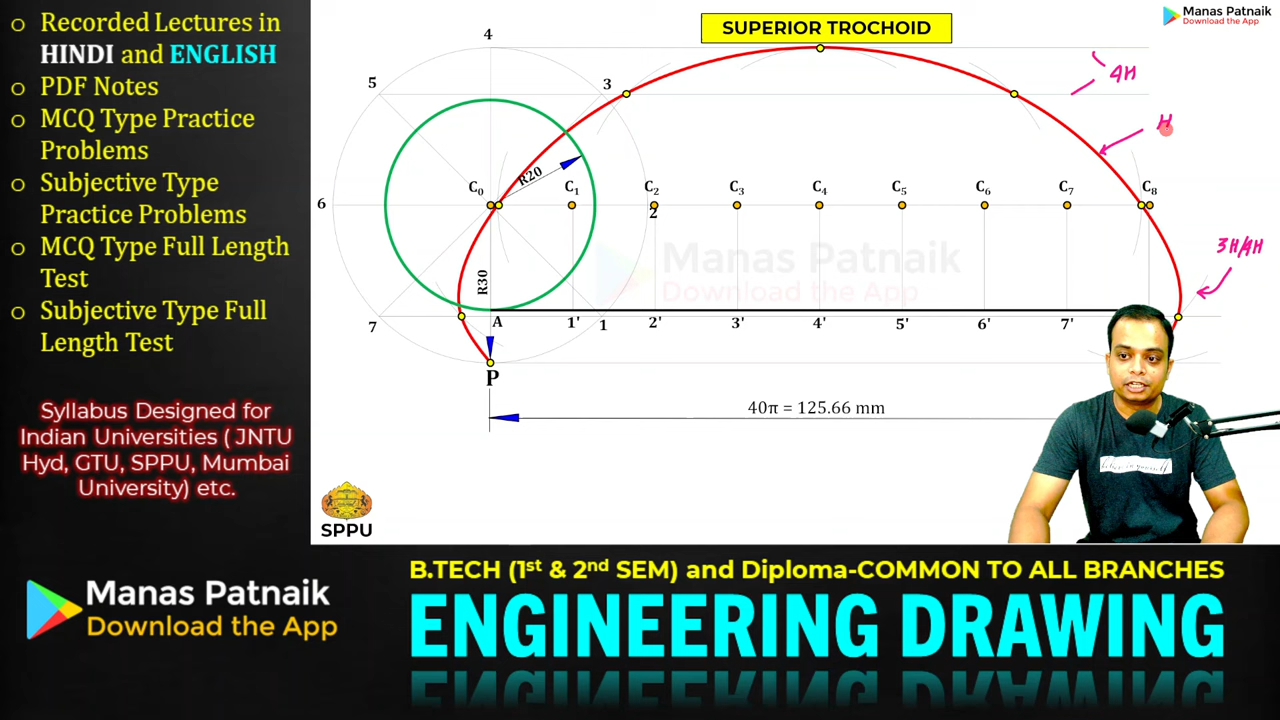 o Recorded Lectures in
HINDI and ENGLISH
o PDF Notes
o MCQ Type Practice
Problems
o Subjective Type
Practice Problems
o MCQ Type Full Length
Test
o Subjective Type Full
Length Test
Syllabus Designed for
Indian Universities ( JNTU
Hyd, GTU, SPPU, Mumbai
University) etc.
Manas Patnaik
Download the App
SUPERIOR TROCHOID
Manas Patnaik
Download the App
4
5
3
4H
H
R20
C₀
C₁
C₂
C₃
C₄
C₅
C₆
C₇
C₈
6
2
3H/4H
Manas Patnaik
Download the App
R30
7
A
1'
1
2'
3'
4'
5'
6'
7'
P
40π = 125.66 mm
SPPU
B.TECH (1st & 2nd SEM) and Diploma-COMMON TO ALL BRANCHES
ENGINEERING DRAWING